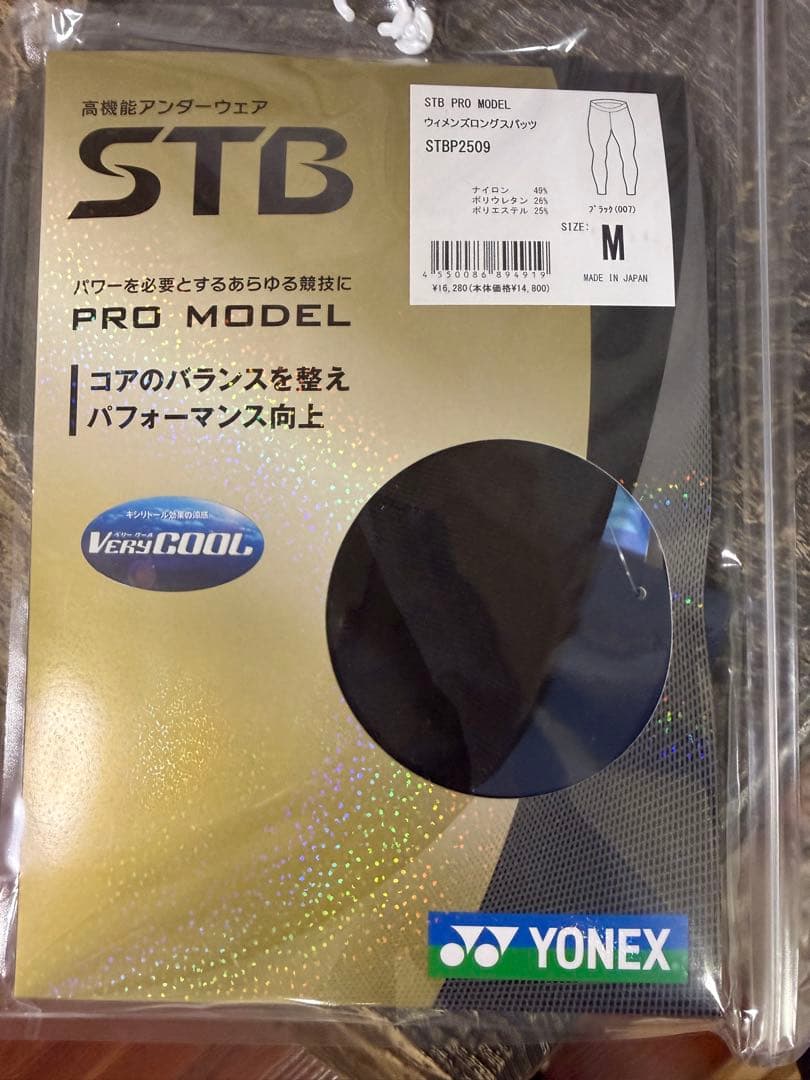 高機能アンダーウェア
STB
パワーを必要とするあらゆる競技に
PRO MODEL
コアのバランスを整え
パフォーマンス向上
キシリトール効果の涼感
ベリー クール
VERYCOOL
STB PRO MODEL
ウィメンズロングスパッツ
STBP2509
ナイロン 49%
ポリウレタン 26%
ポリエステル 25%
ブラック(007)
SIZE: M
4 550086 894919
¥16,280(本体価格¥14,800)
MADE IN JAPAN
YONEX